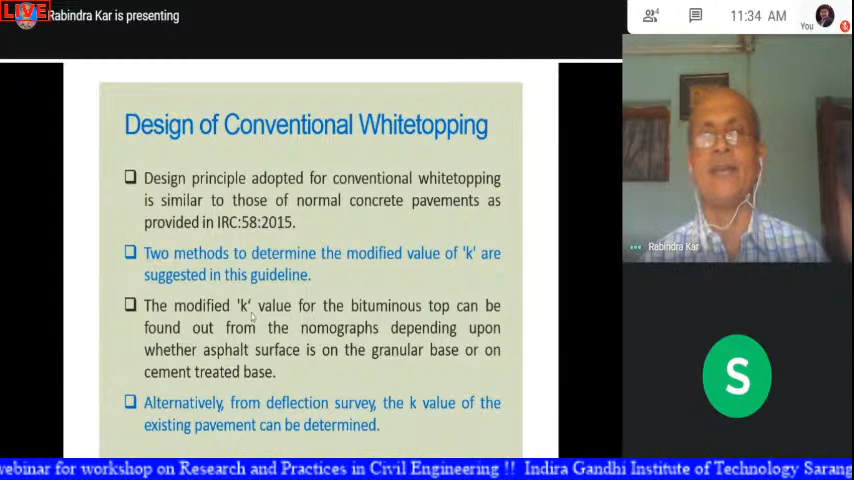 LIVE
Rabindra Kar is presenting
4
11:34 AM
You
Design of Conventional Whitetopping
Design principle adopted for conventional whitetopping
is similar to those of normal concrete pavements as
provided in IRC:58:2015.
Two methods to determine the modified value of 'k' are
suggested in this guideline.
The modified 'k' value for the bituminous top can be
found out from the nomographs depending upon
whether asphalt surface is on the granular base or on
cement treated base.
Alternatively, from deflection survey, the k value of the
existing pavement can be determined.
Rabindra Kar
S
webinar for workshop on Research and Practices in Civil Engineering !! Indira Gandhi Institute of Technology Sarang